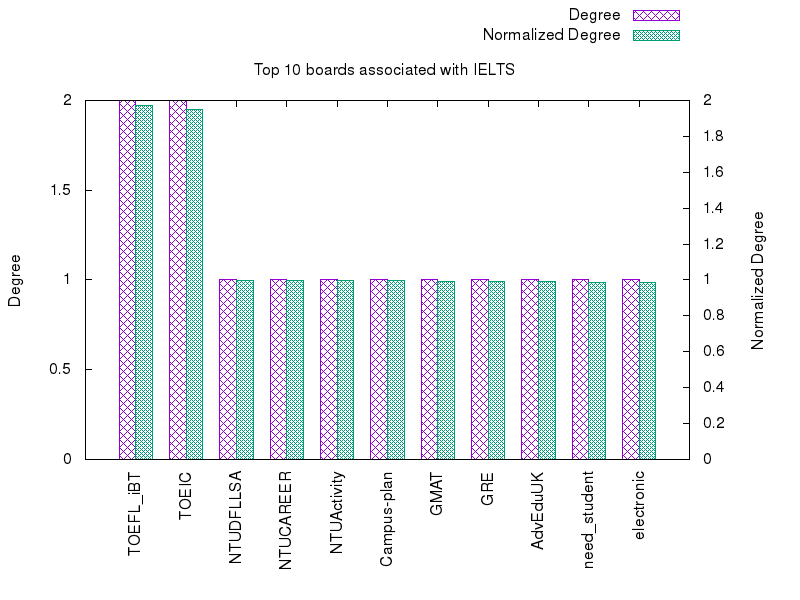 Degree
Normalized Degree
Top 10 boards associated with IELTS
2
1.5
1
0.5
0
2
1.8
1.6
1.4
1.2
1
0.8
0.6
0.4
0.2
0
Degree
Normalized Degree
TOEFL_iBT
TOEIC
NTUDFLLSA
NTUCAREER
NTUActivity
Campus-plan
GMAT
GRE
AdvEduUK
need_student
electronic